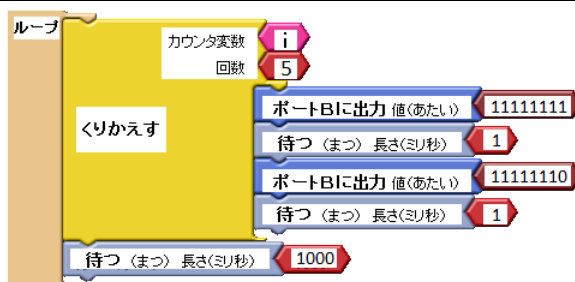 ループ
カウンタ変数 i
回数 5
ポートBに出力 値(あたい) 11111111
くりかえす
待つ (まつ) 長さ(ミリ秒) 1
ポートBに出力 値(あたい) 11111110
待つ (まつ) 長さ(ミリ秒) 1
待つ (まつ) 長さ(ミリ秒) 1000